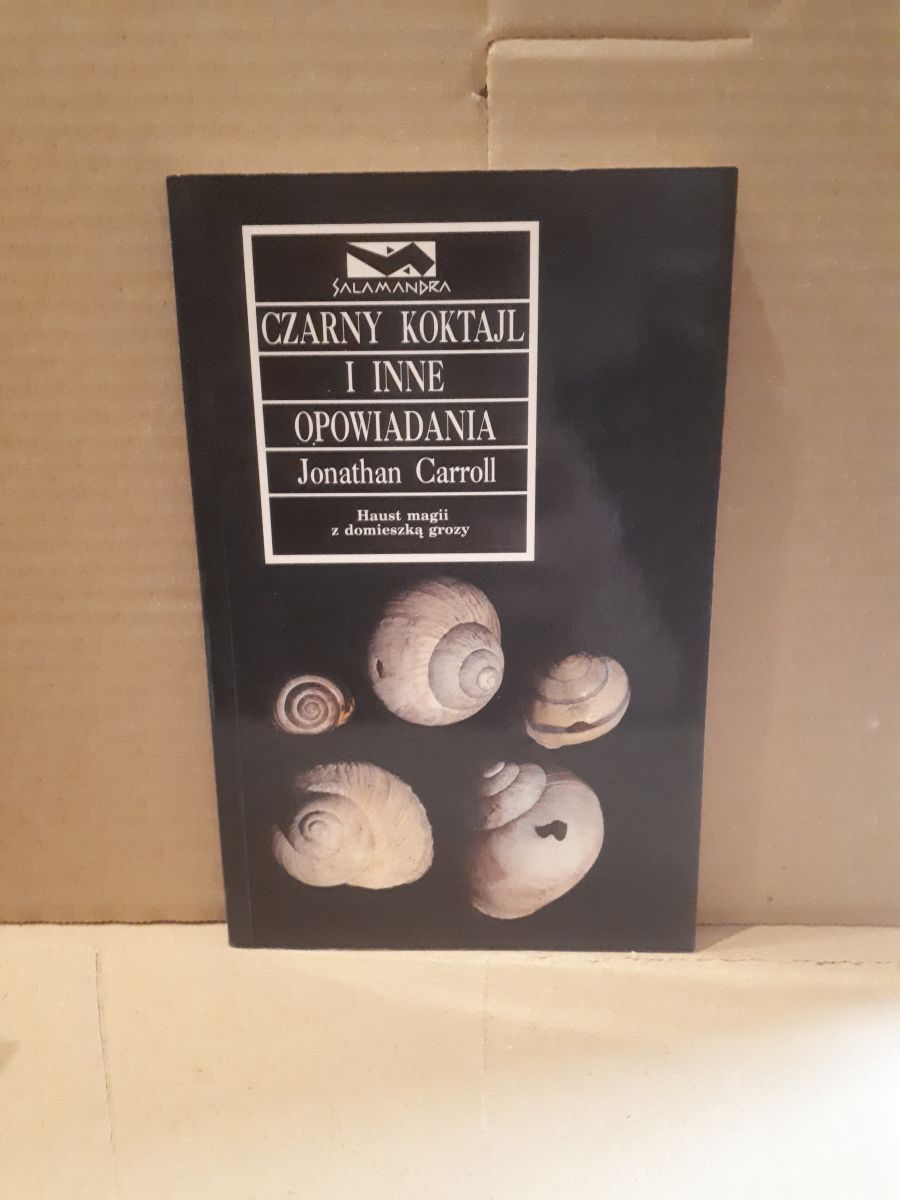 SALAMANDRA
CZARNY KOKTAJL
I INNE
OPOWIADANIA
Jonathan Carroll
Haust magii
z domieszką grozy